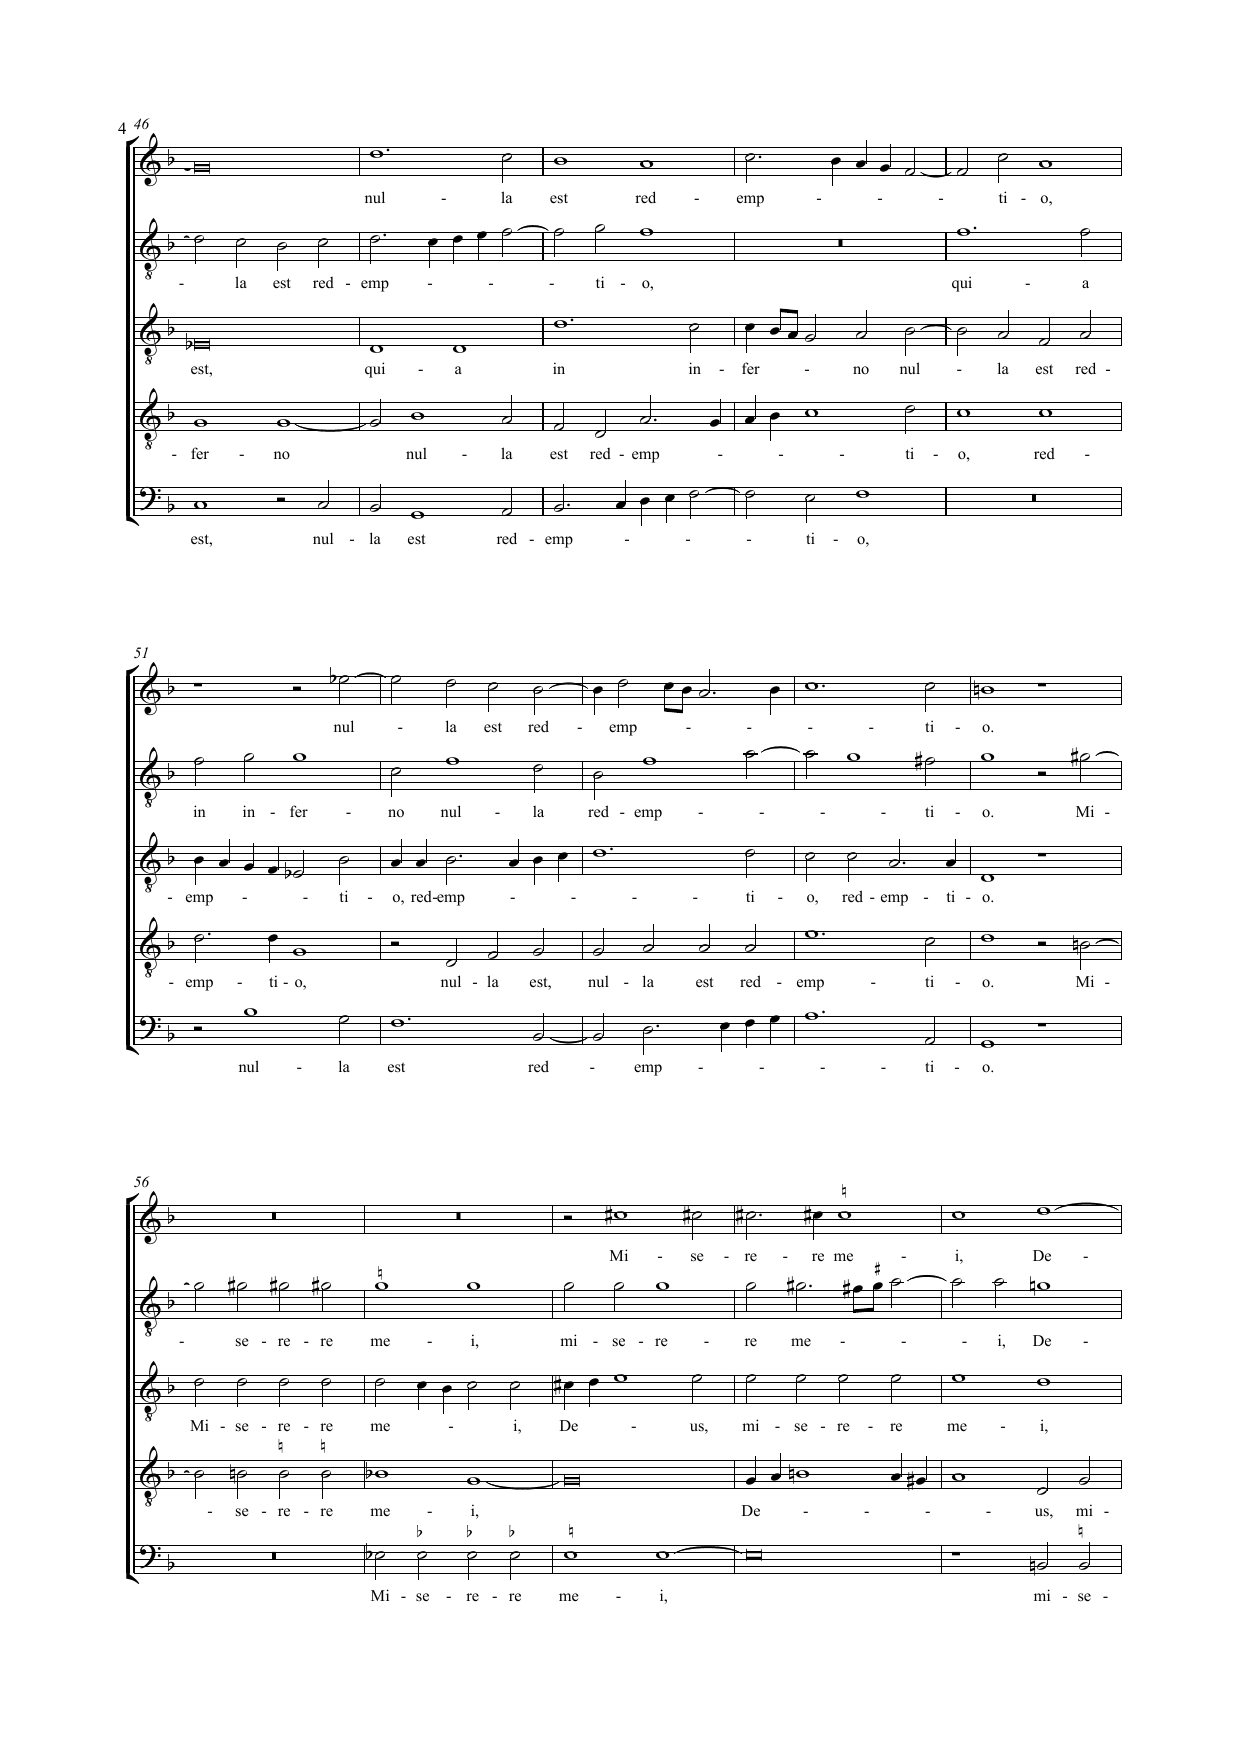 4 46
nul - la est red - emp - - - ti - o,
- la est red - emp - - - ti - o, qui - a
est, qui - a in in - fer - no nul - la est red -
- fer - no nul - la est red - emp - - - ti - o, red -
est, nul - la est red - emp - - - ti - o,
51
nul - la est red - emp - - - - ti - o.
in in - fer - no nul - la red - emp - - - ti - o. Mi -
- emp - - ti - o, red-emp - - - - ti - o, red - emp - ti - o.
- emp - ti - o, nul - la est, nul - la est red - emp - ti - o. Mi -
nul - la est red - emp - - - - ti - o.
56
Mi - se - re - re me - i, De -
- se - re - re me - i, mi - se - re - re me - - - i, De -
Mi - se - re - re me - i, De - us, mi - se - re - re me - i,
- se - re - re me - i, De - - - - us, mi -
Mi - se - re - re me - i, mi - se -